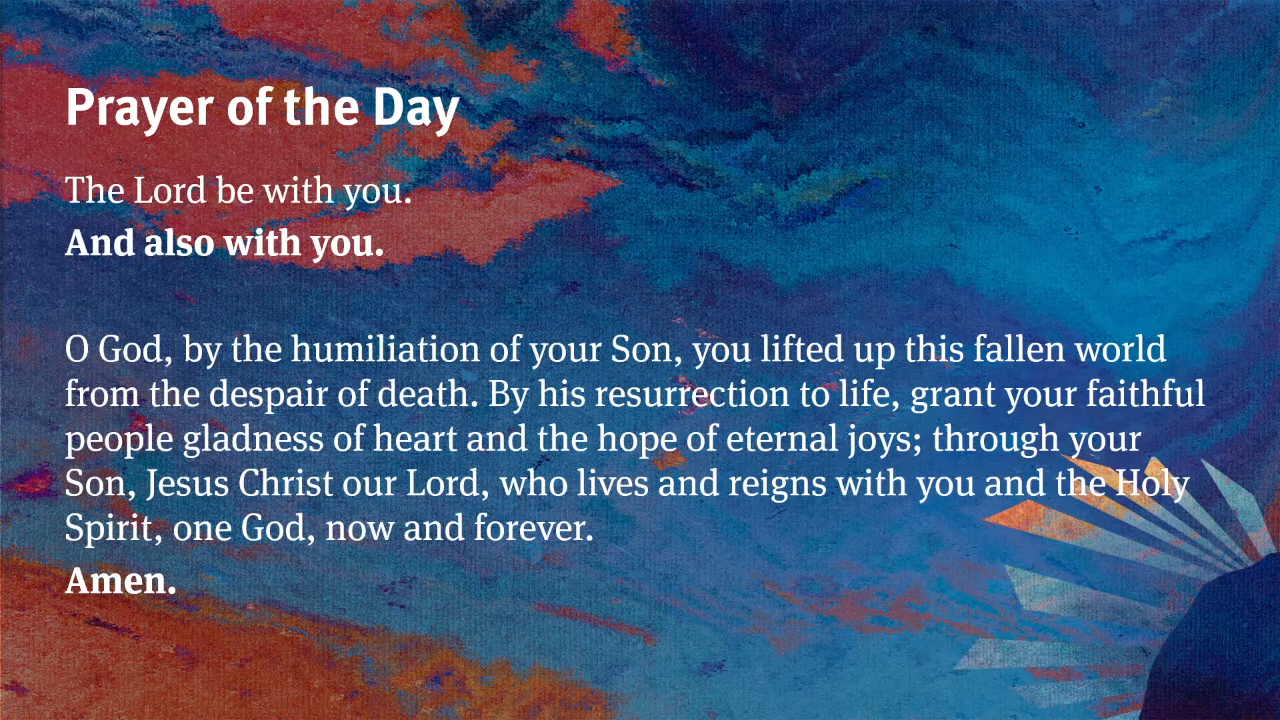 Prayer of the Day
The Lord be with you.
And also with you.
O God, by the humiliation of your Son, you lifted up this fallen world
from the despair of death. By his resurrection to life, grant your faithful
people gladness of heart and the hope of eternal joys; through your
Son, Jesus Christ our Lord, who lives and reigns with you and the Holy
Spirit, one God, now and forever.
Amen.